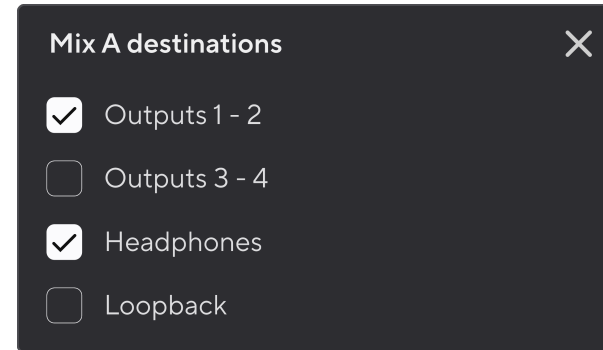 Mix A destinations
Outputs 1 - 2
Outputs 3 - 4
Headphones
Loopback